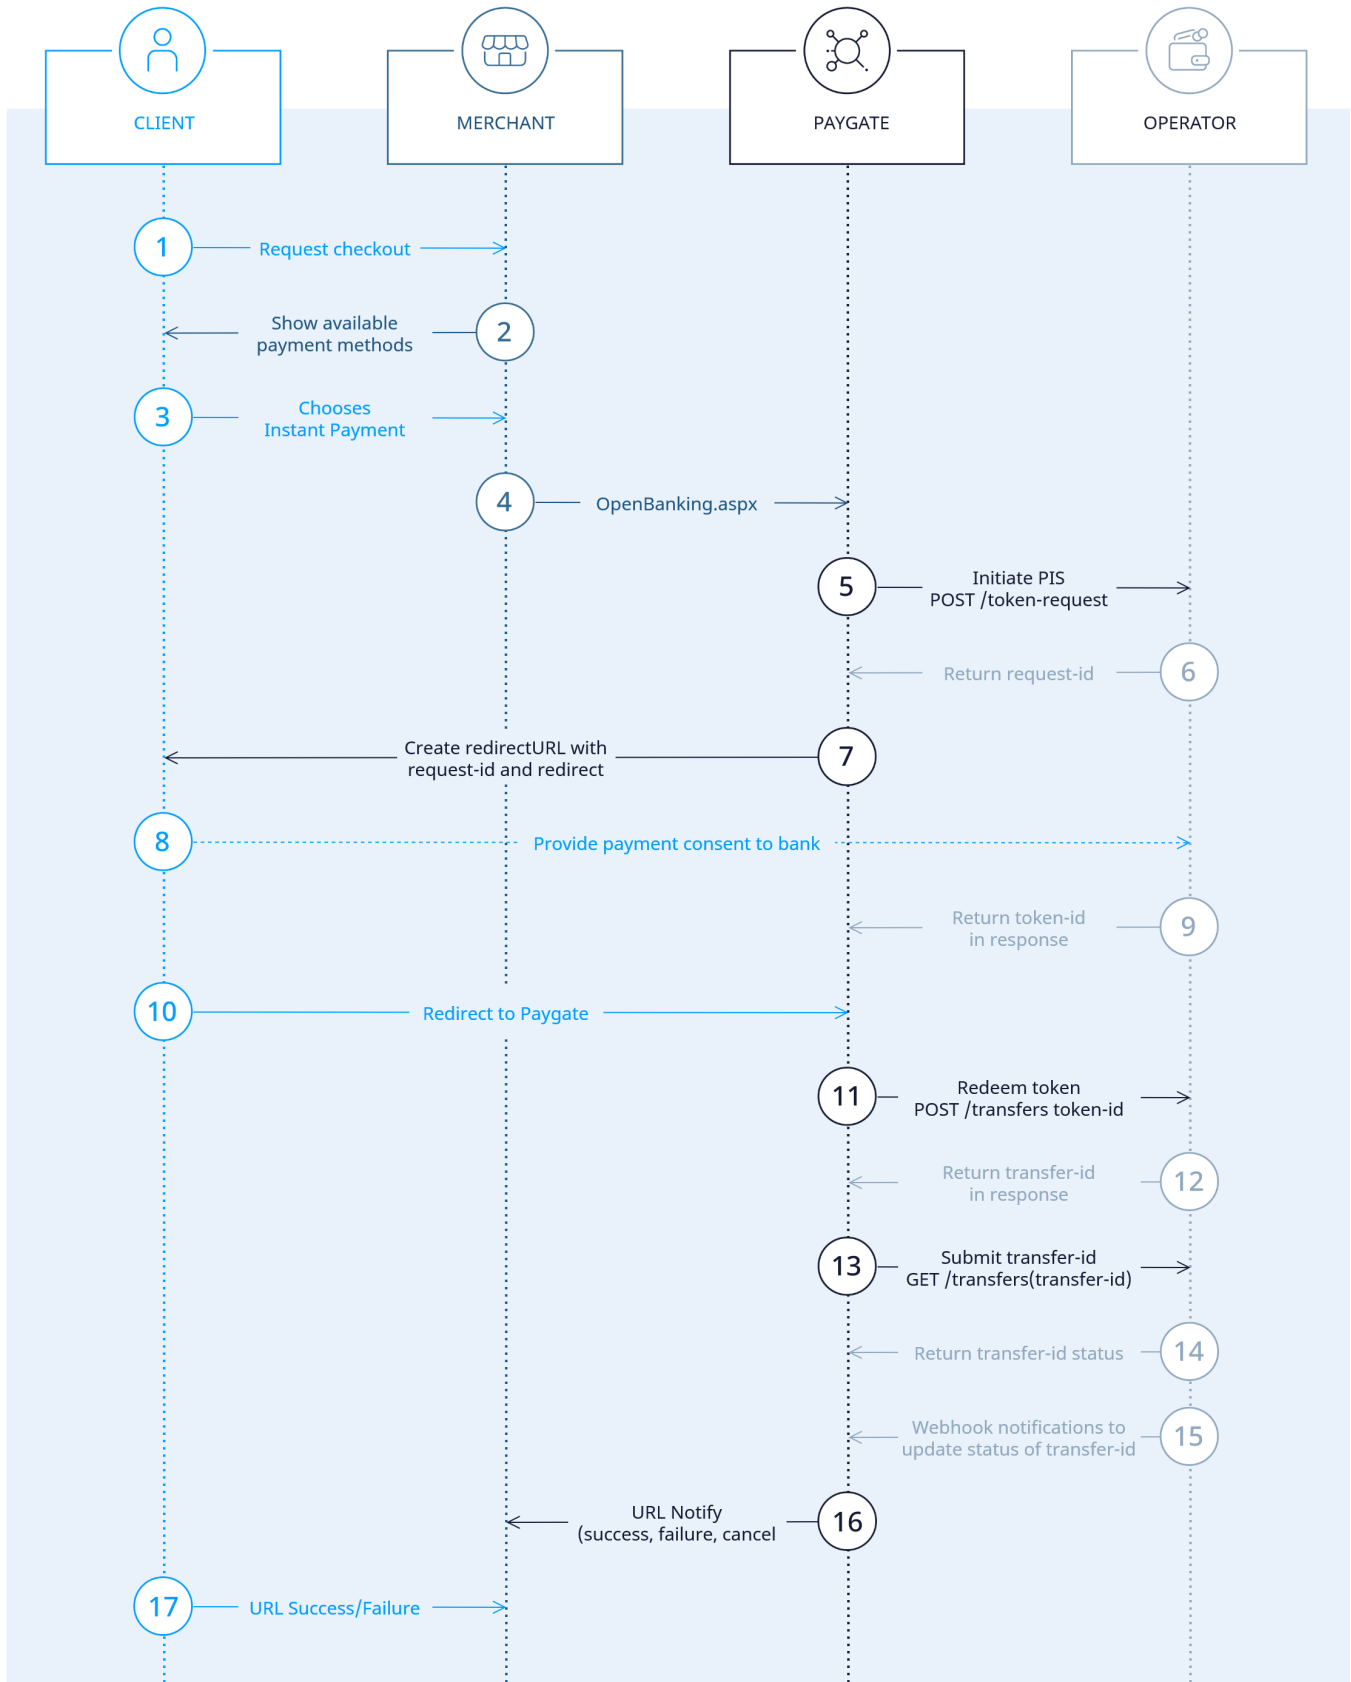 CLIENT
MERCHANT
PAYGATE
OPERATOR
1
Request checkout
Show available
payment methods
2
3
Chooses
Instant Payment
4
OpenBanking.aspx
5
Initiate PIS
POST /token-request
Return request-id
6
Create redirectURL with
request-id and redirect
7
8
Provide payment consent to bank
Return token-id
in response
9
10
Redirect to Paygate
11
Redeem token
POST /transfers token-id
Return transfer-id
in response
12
13
Submit transfer-id
GET /transfers(transfer-id)
Return transfer-id status
14
Webhook notifications to
update status of transfer-id
15
URL Notify
(success, failure, cancel
16
17
URL Success/Failure